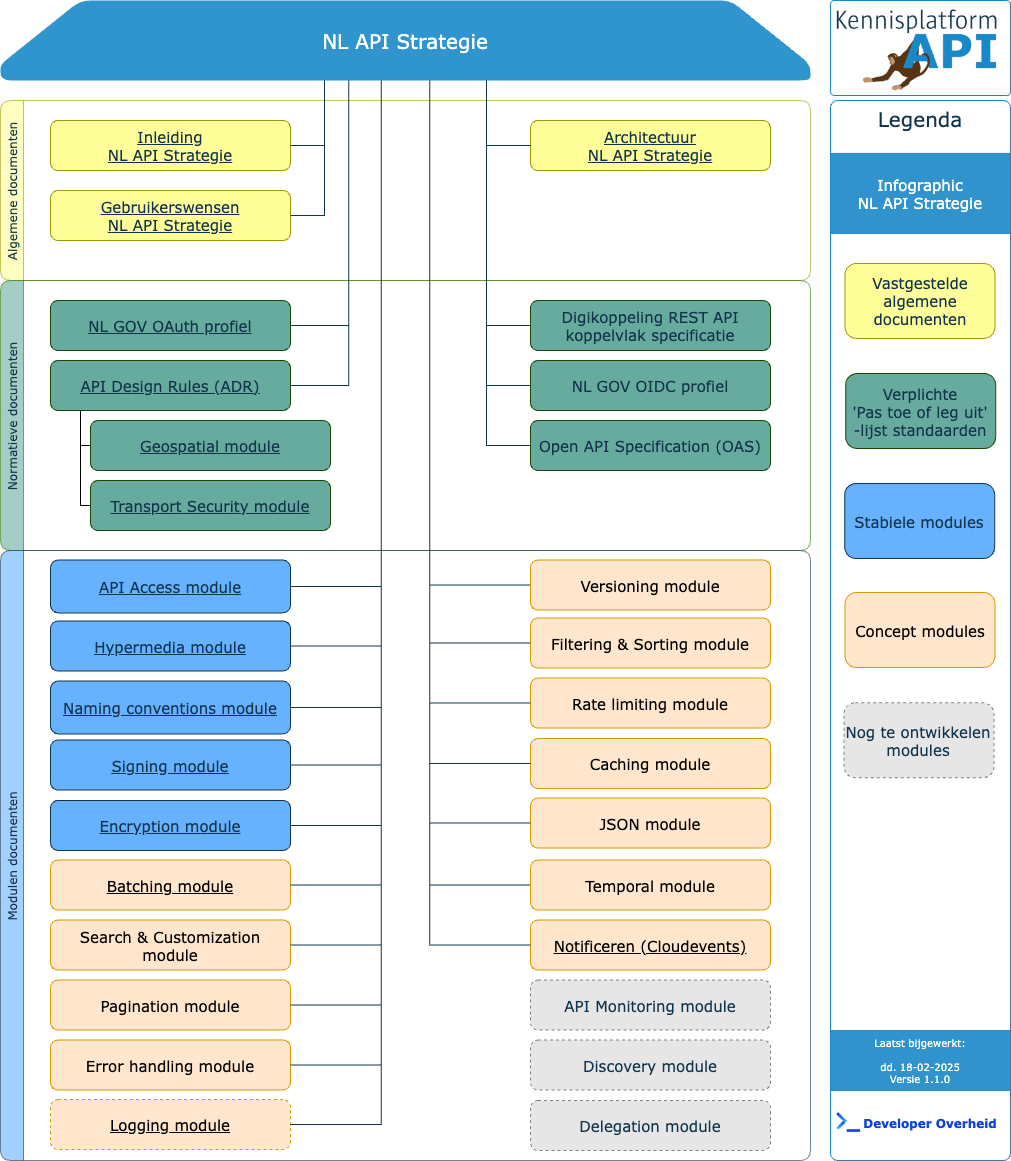 NL API Strategie
Kennisplatform
API
Algemene documenten
Inleiding
NL API Strategie
Gebruikerswensen
NL API Strategie
Architectuur
NL API Strategie
Normatieve documenten
NL GOV OAuth profiel
API Design Rules (ADR)
Geospatial module
Transport Security module
Digikoppeling REST API
koppelvlak specificatie
NL GOV OIDC profiel
Open API Specification (OAS)
Modulen documenten
API Access module
Hypermedia module
Naming conventions module
Signing module
Encryption module
Batching module
Search & Customization
module
Pagination module
Error handling module
Logging module
Versioning module
Filtering & Sorting module
Rate limiting module
Caching module
JSON module
Temporal module
Notificeren (Cloudevents)
API Monitoring module
Discovery module
Delegation module
Legenda
Infographic
NL API Strategie
Vastgestelde
algemene
documenten
Verplichte
'Pas toe of leg uit'
-lijst standaarden
Stabiele modules
Concept modules
Nog te ontwikkelen
modules
Laatst bijgewerkt:
dd. 18-02-2025
Versie 1.1.0
Developer Overheid